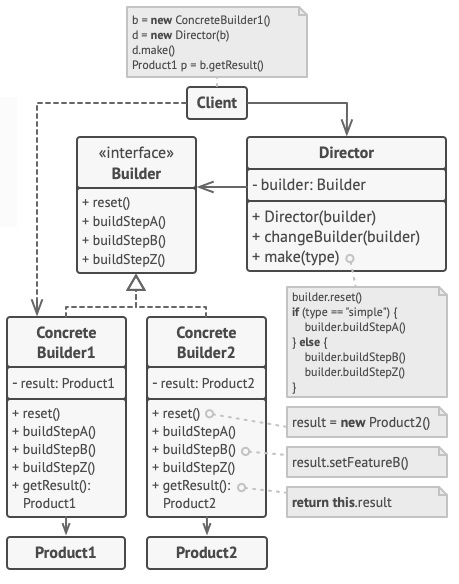 b = new ConcreteBuilder1()
d = new Director(b)
d.make()
Product1 p = b.getResult()
Client
«interface»
Builder
+ reset()
+ buildStepA()
+ buildStepB()
+ buildStepZ()
Director
- builder: Builder
+ Director(builder)
+ changeBuilder(builder)
+ make(type)
builder.reset()
if (type == "simple") {
builder.buildStepA()
} else {
builder.buildStepB()
builder.buildStepZ()
}
Concrete
Builder1
- result: Product1
+ reset()
+ buildStepA()
+ buildStepB()
+ buildStepZ()
+ getResult():
Product1
Concrete
Builder2
- result: Product2
+ reset()
+ buildStepA()
+ buildStepB()
+ buildStepZ()
+ getResult():
Product2
result = new Product2()
result.setFeatureB()
return this.result
Product1
Product2